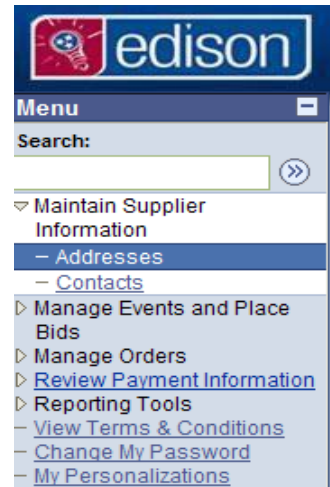 edison
Menu
Search:
Maintain Supplier
Information
– Addresses
– Contacts
Manage Events and Place
Bids
Manage Orders
Review Payment Information
Reporting Tools
– View Terms & Conditions
– Change My Password
– My Personalizations